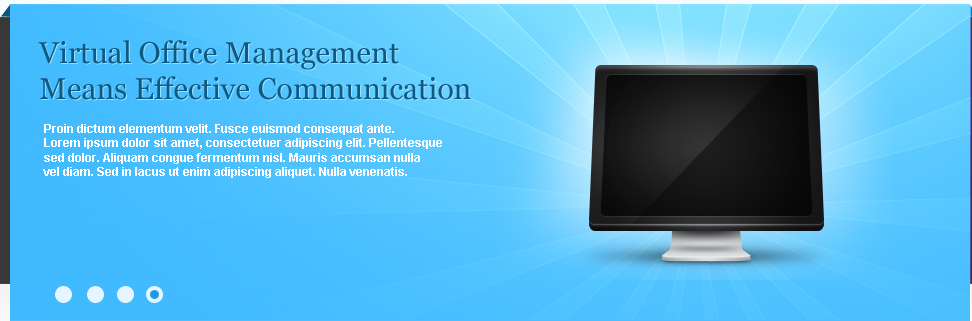 Virtual Office Management
Means Effective Communication
Proin dictum elementum velit. Fusce euismod consequat ante.
Lorem ipsum dolor sit amet, consectetuer adipiscing elit. Pellentesque
sed dolor. Aliquam congue fermentum nisl. Mauris accumsan nulla
vel diam. Sed in lacus ut enim adipiscing aliquet. Nulla venenatis.